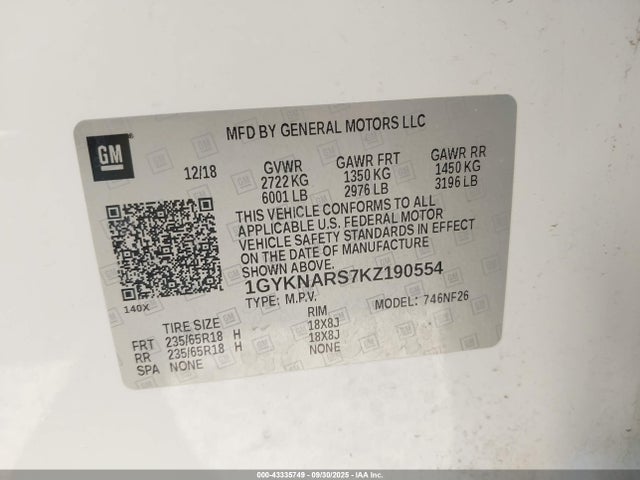 MFD BY GENERAL MOTORS LLC
GM
12/18 GVWR GAWR FRT GAWR RR
2722 KG 1350 KG 1450 KG
6001 LB 2976 LB 3196 LB
THIS VEHICLE CONFORMS TO ALL
APPLICABLE U.S. FEDERAL MOTOR
VEHICLE SAFETY STANDARDS IN EFFECT
ON THE DATE OF MANUFACTURE
SHOWN ABOVE.
1GYKNARS7KZ190554
140X
TYPE: M.P.V. MODEL: 746NF26
TIRE SIZE RIM
FRT 235/65R18 H 18X8J
RR 235/65R18 H 18X8J
SPA NONE NONE
000-43335749 - 09/30/2025 - IAAI.COM